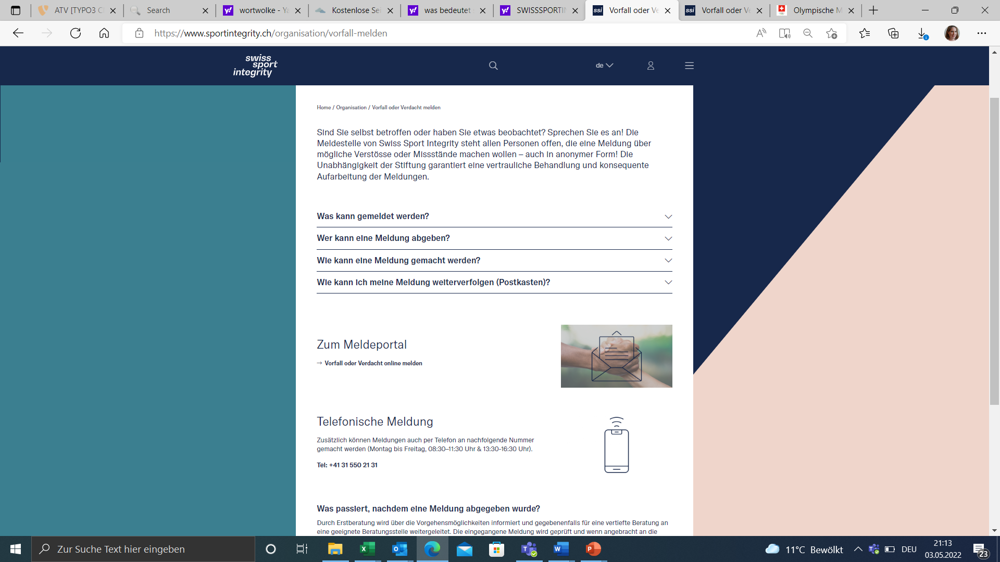 ATV [TYPO3 C
Search
wortwolke - Ya
Kostenlose Sei
was bedeutet
SWISSSPORTIN
Vorfall oder Ve
Vorfall oder Ve
Olympische M
https://www.sportintegrity.ch/organisation/vorfall-melden
swiss
sport
integrity
de
Home / Organisation / Vorfall oder Verdacht melden
Sind Sie selbst betroffen oder haben Sie etwas beobachtet? Sprechen Sie es an! Die
Meldestelle von Swiss Sport Integrity steht allen Personen offen, die eine Meldung über
mögliche Verstösse oder Missstände machen wollen – auch in anonymer Form! Die
Unabhängigkeit der Stiftung garantiert eine vertrauliche Behandlung und konsequente
Aufarbeitung der Meldungen.
Was kann gemeldet werden?
Wer kann eine Meldung abgeben?
Wie kann eine Meldung gemacht werden?
Wie kann ich meine Meldung weiterverfolgen (Postkasten)?
Zum Meldeportal
→ Vorfall oder Verdacht online melden
Telefonische Meldung
Zusätzlich können Meldungen auch per Telefon an nachfolgende Nummer
gemacht werden (Montag bis Freitag, 08:30–11:30 Uhr & 13:30-16:30 Uhr).
Tel: +41 31 550 21 31
Was passiert, nachdem eine Meldung abgegeben wurde?
Durch Erstberatung wird über die Vorgehensmöglichkeiten informiert und gegebenenfalls für eine vertiefte Beratung an
eine geeignete Beratungsstelle weitergeleitet. Die eingegangene Meldung wird geprüft und wenn angebracht an die
Zur Suche Text hier eingeben
11°C Bewölkt
DEU
21:13
03.05.2022
23